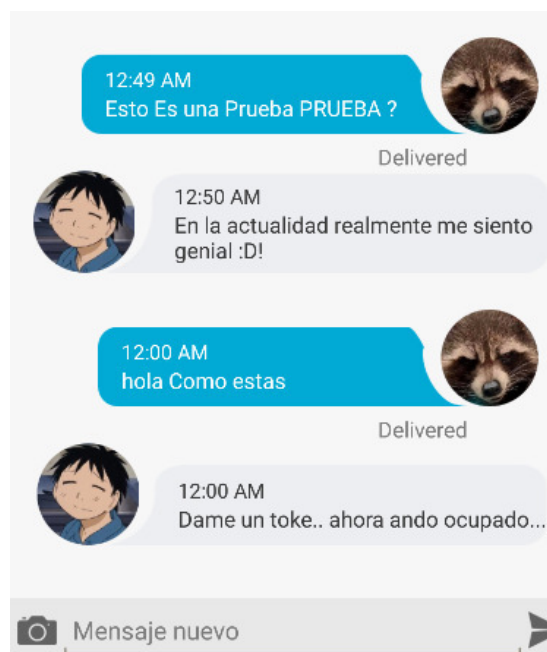 12:49 AM
Esto Es una Prueba PRUEBA ?
Delivered
12:50 AM
En la actualidad realmente me siento
genial :D!
12:00 AM
hola Como estas
Delivered
12:00 AM
Dame un toke.. ahora ando ocupado...
Mensaje nuevo